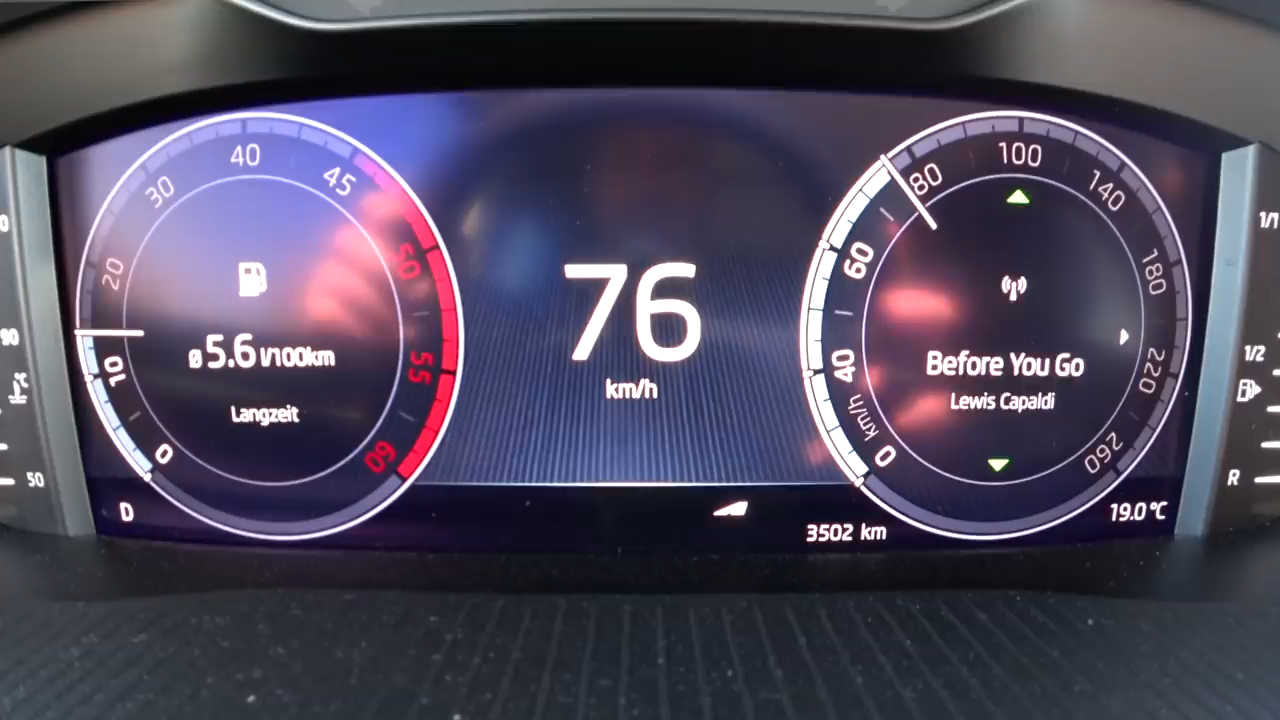 0
10
20
30
40
45
50
55
60
ø 5.6 l/100km
Langzeit
D
90
°C
50
76
km/h
3502 km
0
40
60
80
100
140
180
220
260
km/h
Before You Go
Lewis Capaldi
19.0 °C
1/1
1/2
R